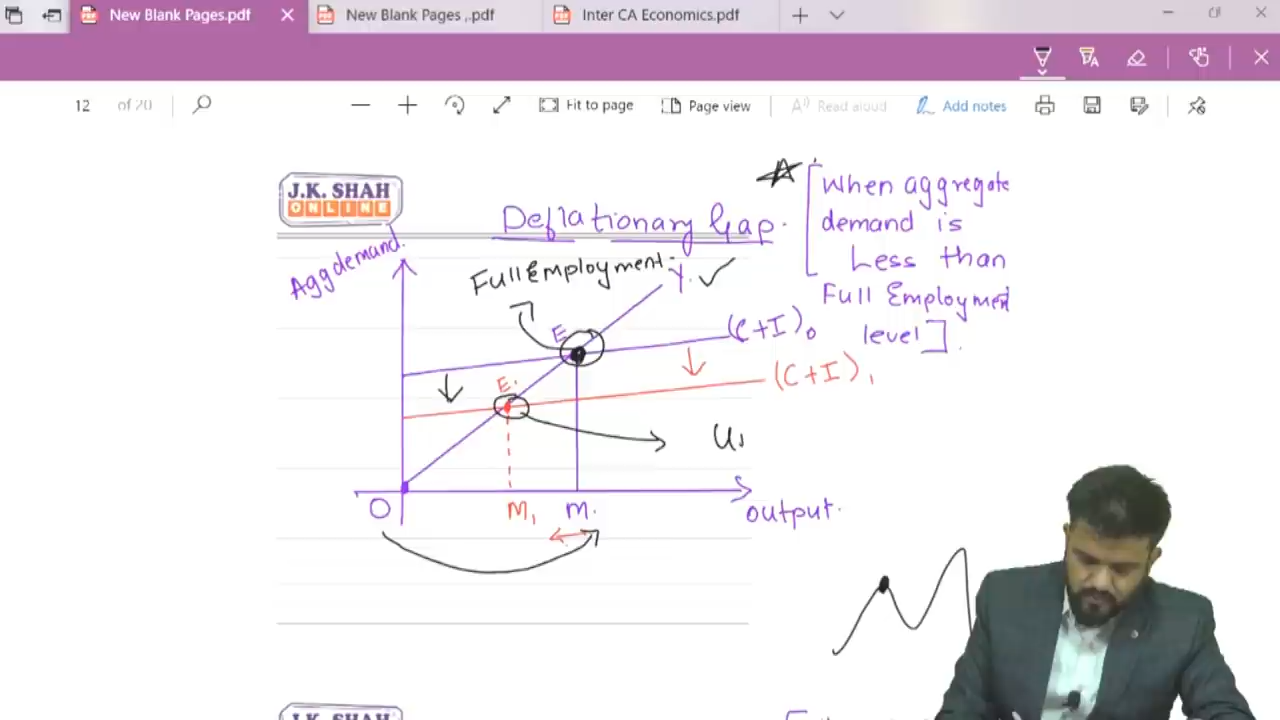 New Blank Pages.pdf
New Blank Pages ,.pdf
Inter CA Economics.pdf
12 of 20
Fit to page
Page view
Read aloud
Add notes
J.K. SHAH
ONLINE
Deflationary Gap.
When aggregate
demand is
Less than
Full Employment
level
Agg demand.
Full Employment
Y.
E
(C+I)0
E1
(C+I)1
O
M1
M.
output.
J.K. SHAH